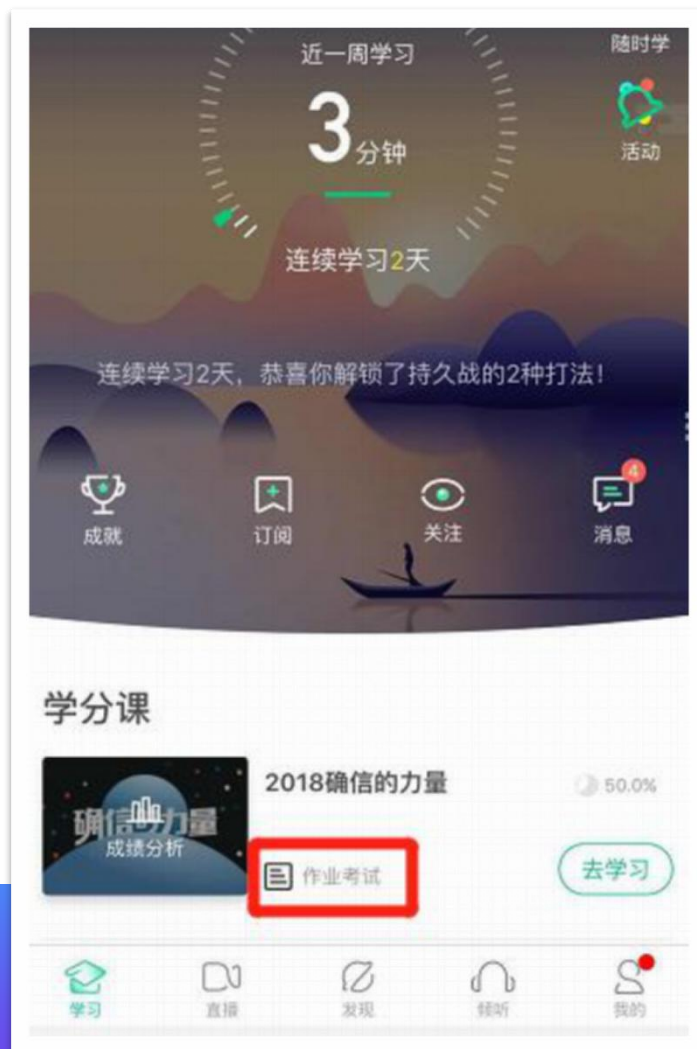 近一周学习
随时学
3分钟
活动
连续学习2天
连续学习2天，恭喜你解锁了持久战的2种打法！
成就
订阅
关注
4
消息
学分课
确信的力量
成绩分析
2018确信的力量
50.0%
作业考试
去学习
学习
直播
发现
倾听
我的